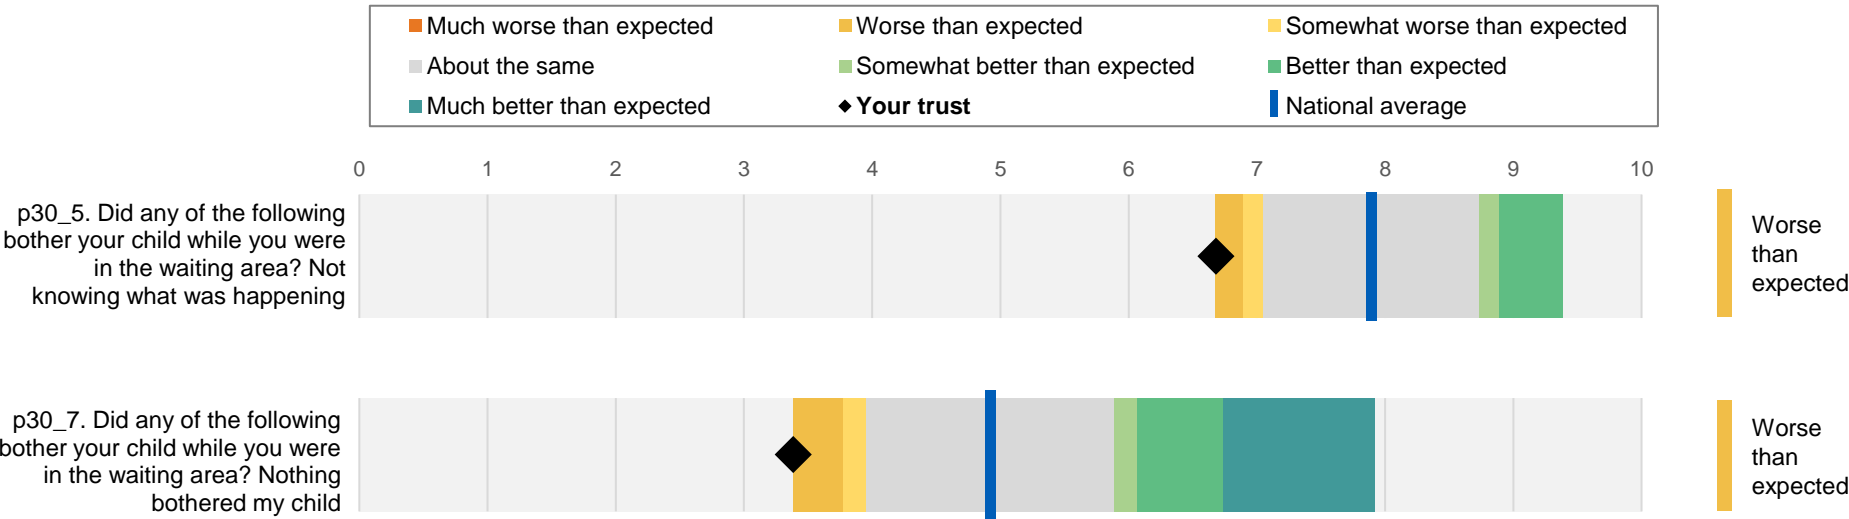 Much worse than expected
Worse than expected
Somewhat worse than expected
About the same
Somewhat better than expected
Better than expected
Much better than expected
Your trust
National average
0 1 2 3 4 5 6 7 8 9 10
p30_5. Did any of the following
bother your child while you were
in the waiting area? Not
knowing what was happening
Worse
than
expected
p30_7. Did any of the following
bother your child while you were
in the waiting area? Nothing
bothered my child
Worse
than
expected